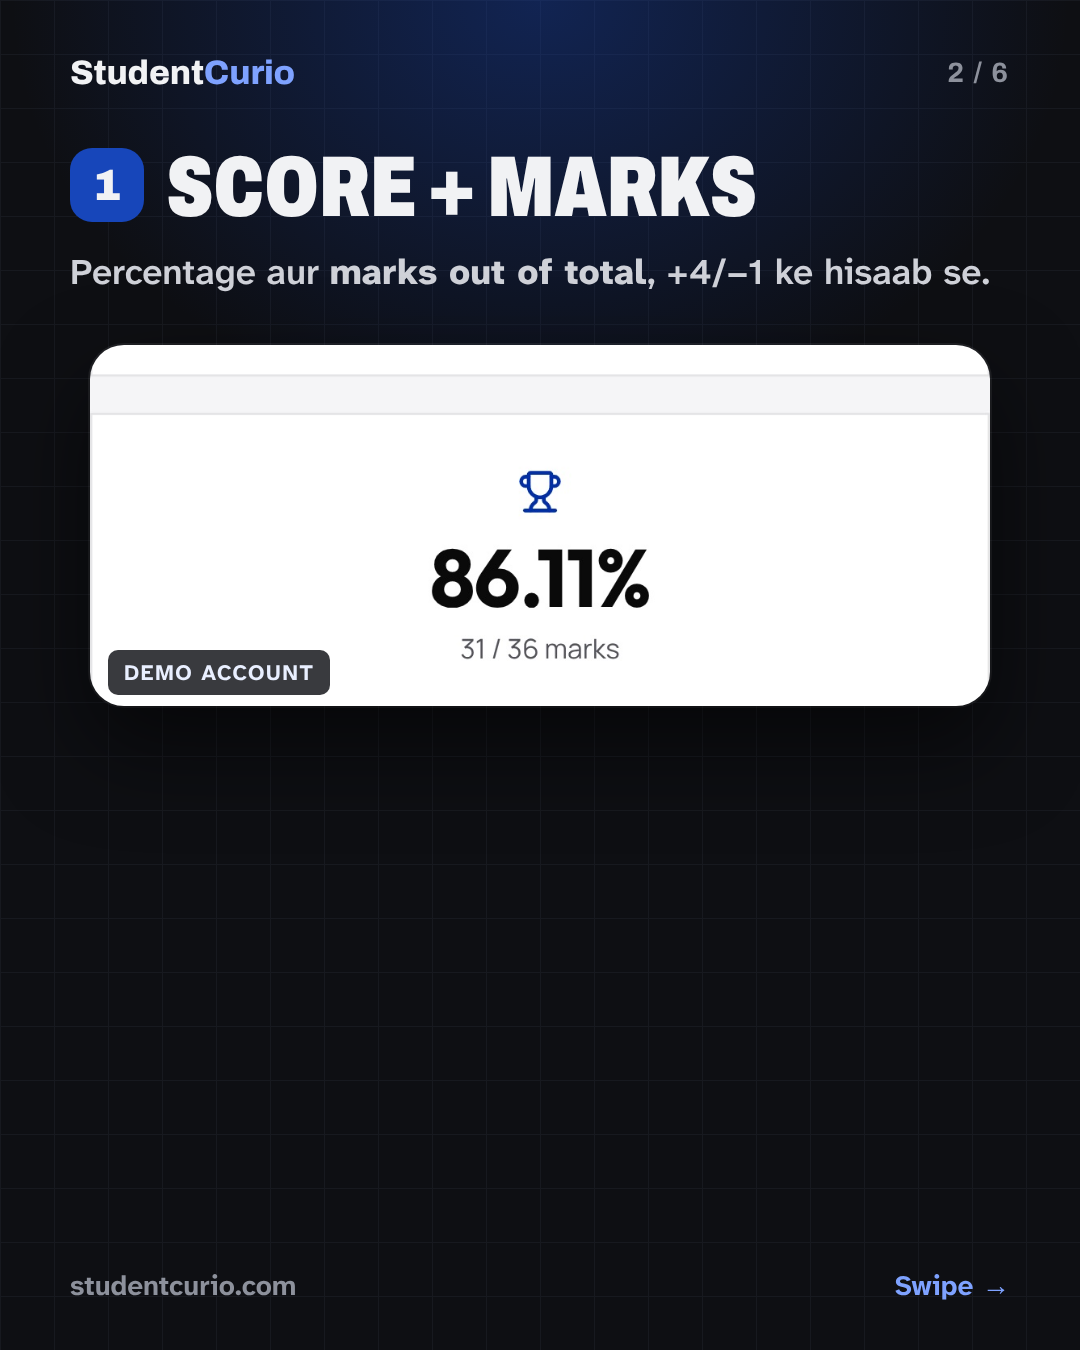 StudentCurio
2 / 6
1 SCORE + MARKS
Percentage aur marks out of total, +4/−1 ke hisaab se.
86.11%
31 / 36 marks
DEMO ACCOUNT
studentcurio.com
Swipe →